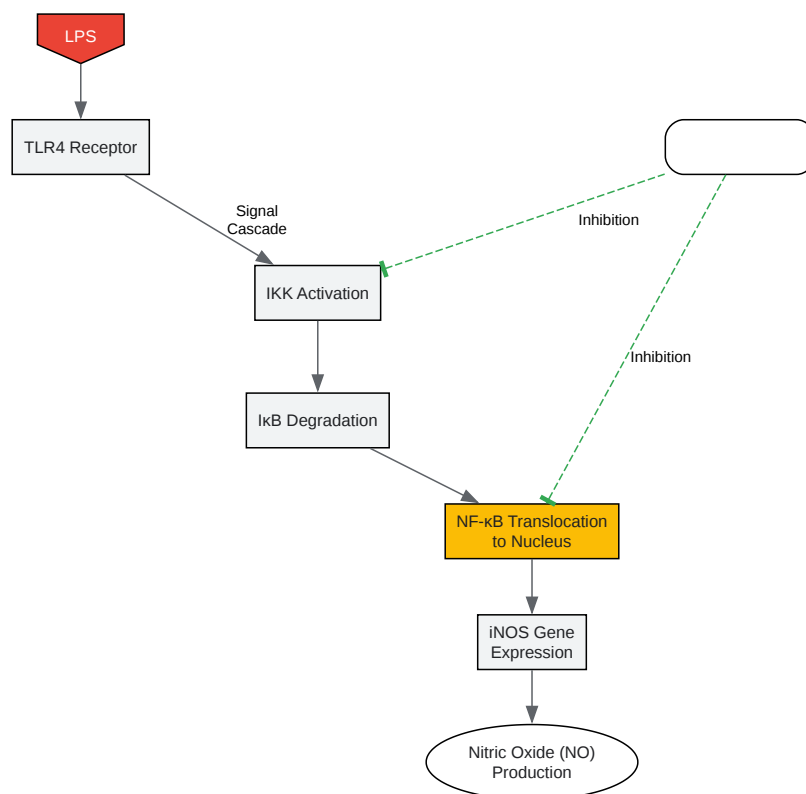 LPS
TLR4 Receptor
Signal
Cascade
Inhibition
IKK Activation
Inhibition
IκB Degradation
NF-κB Translocation
to Nucleus
iNOS Gene
Expression
Nitric Oxide (NO)
Production